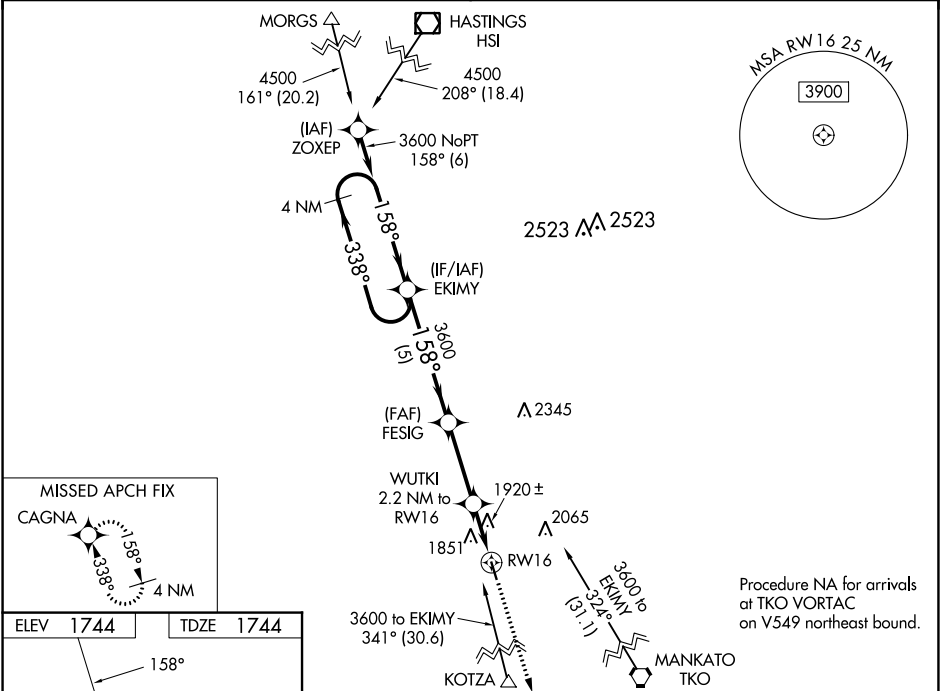 MORGS
HASTINGS
HSI
4500
161° (20.2)
4500
208° (18.4)
(IAF)
ZOXEP
3600 NoPT
158° (6)
MSA RW16 25 NM
3900
4 NM
158°
338°
2523
2523
(IF/IAF)
EKIMY
3600
158°
(5)
(FAF)
FESIG
2345
WUTKI
2.2 NM to
RW16
1920 ±
1851
2065
RW16
MISSED APCH FIX
CAGNA
158°
338°
4 NM
3600 to
EKIMY
324°
(31.1)
Procedure NA for arrivals
at TKO VORTAC
on V549 northeast bound.
3600 to EKIMY
341° (30.6)
KOTZA
MANKATO
TKO
ELEV 1744
TDZE 1744
158°